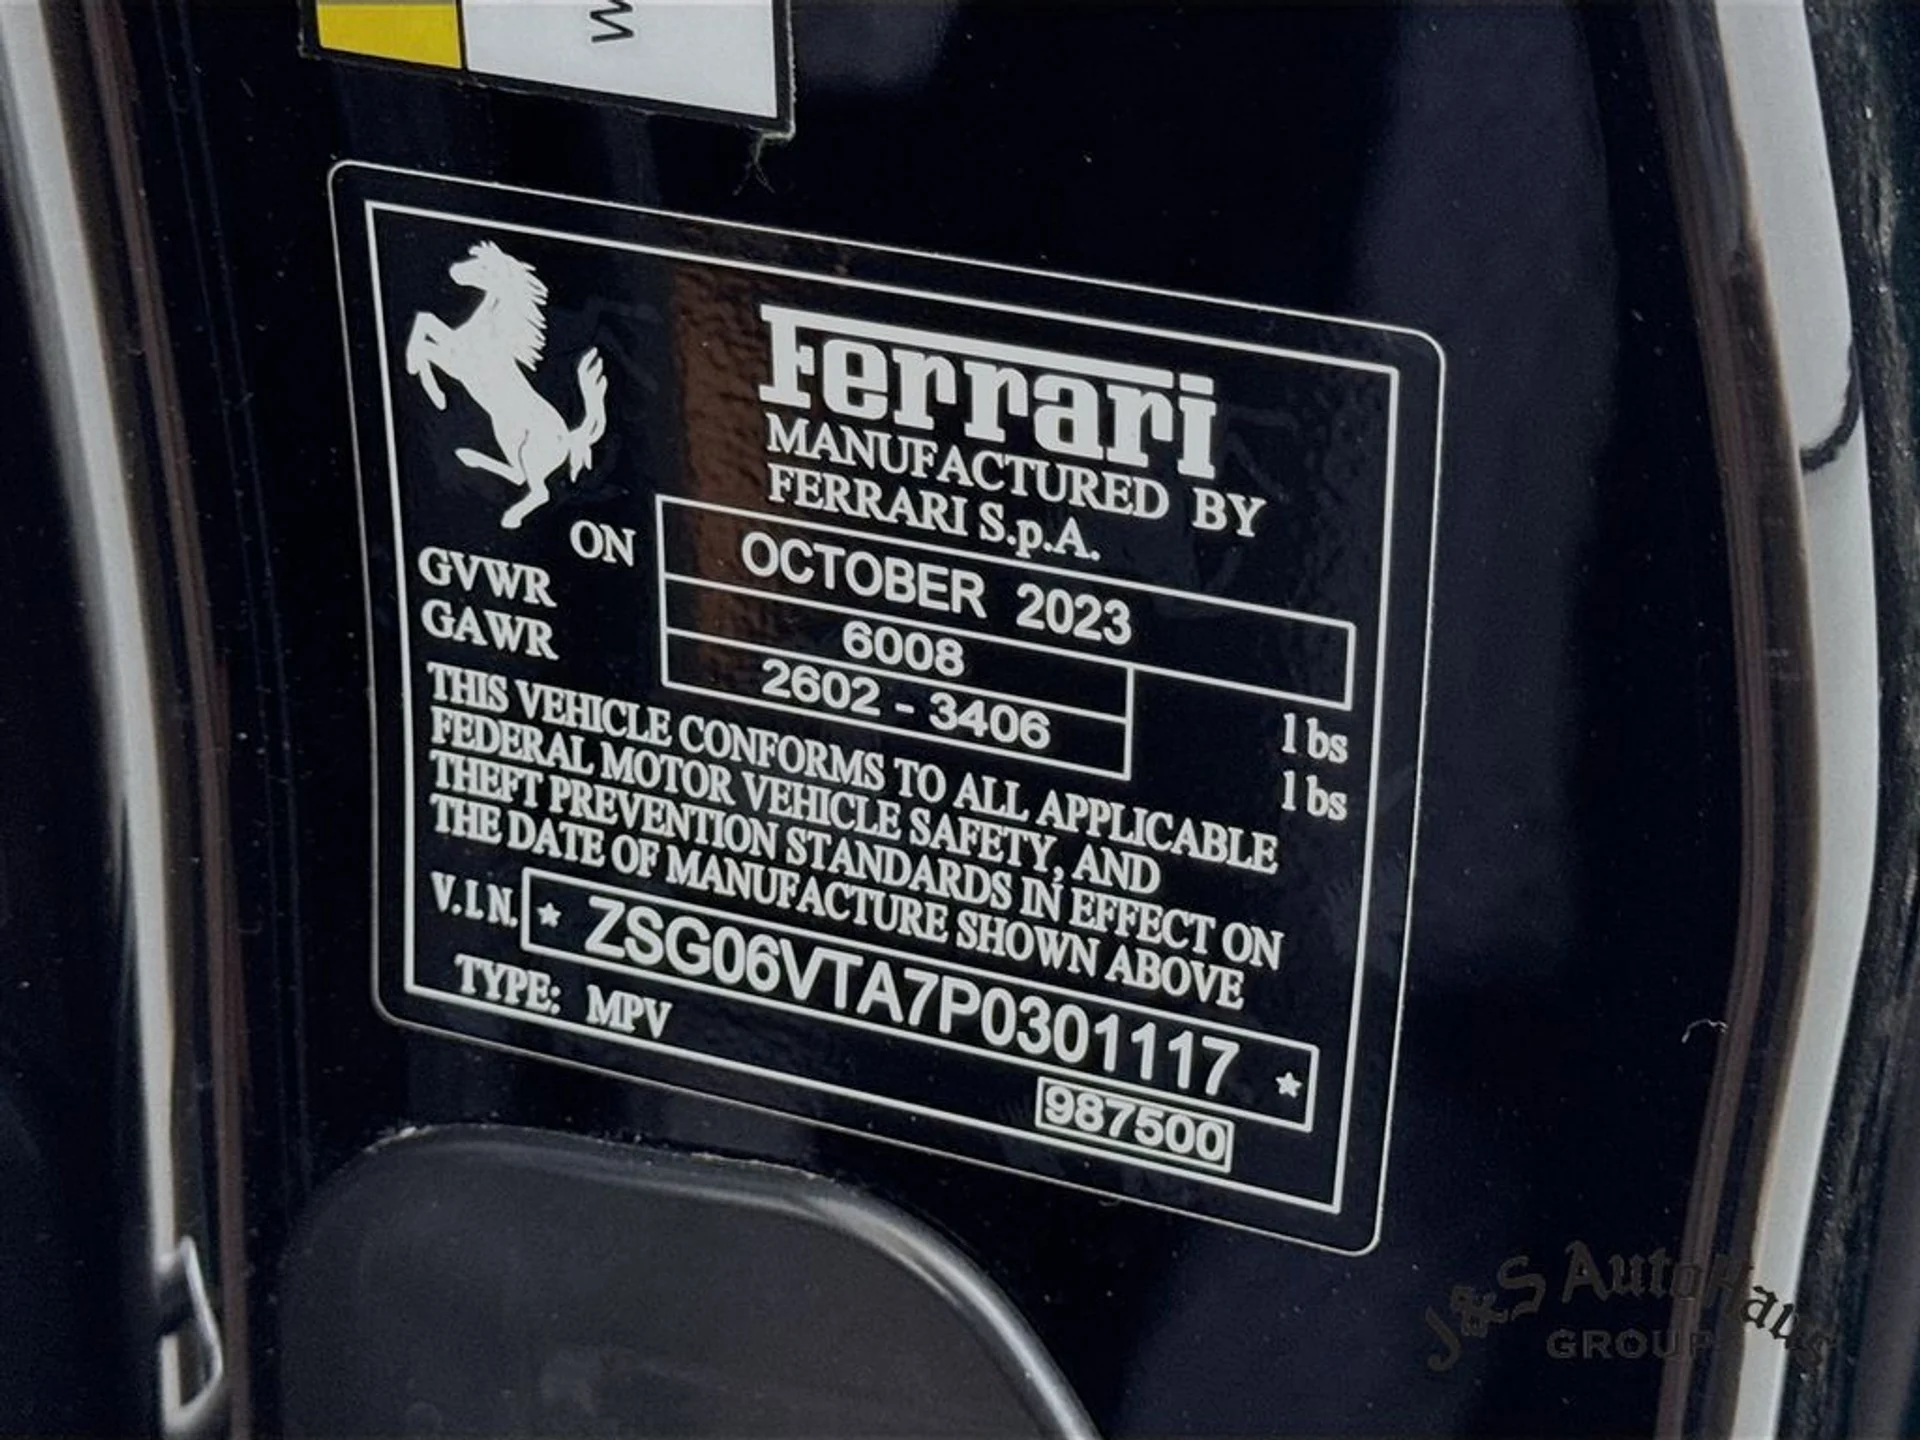 W
Ferrari
MANUFACTURED BY
FERRARI S.p.A.
ON OCTOBER 2023
GVWR 6008 lbs
GAWR 2602 - 3406 lbs
THIS VEHICLE CONFORMS TO ALL APPLICABLE
FEDERAL MOTOR VEHICLE SAFETY, AND
THEFT PREVENTION STANDARDS IN EFFECT ON
THE DATE OF MANUFACTURE SHOWN ABOVE
V.I.N. * ZSG06VTA7P0301117 *
TYPE: MPV
987500
J&S AutoHaus
GROUP